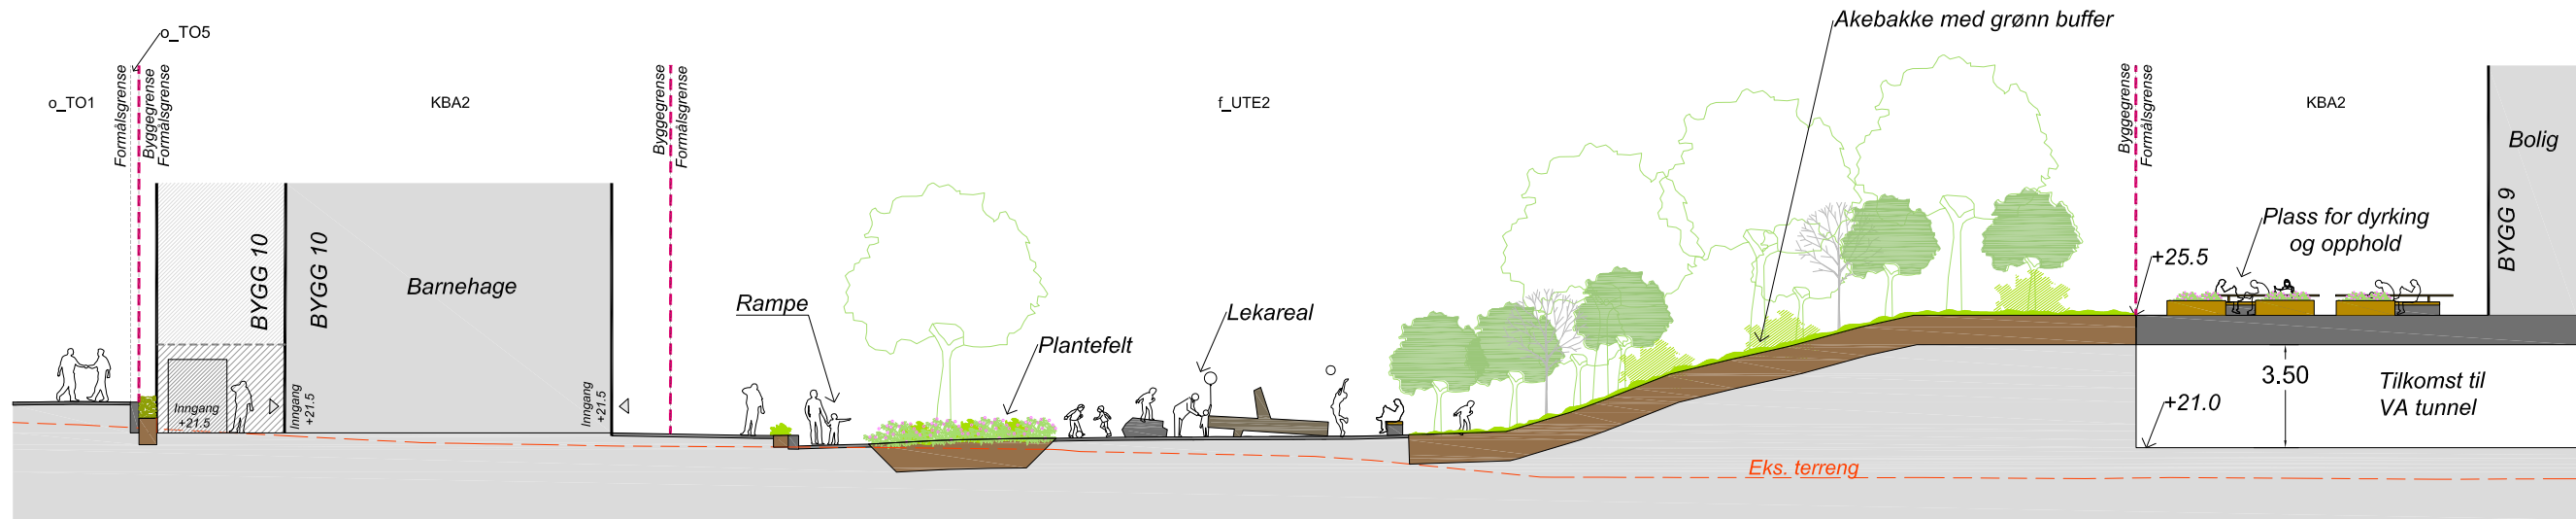 o_TO5
o_TO1
Formålsgrense
Byggegrense
Formålsgrense
KBA2
Byggegrense
Formålsgrense
f_UTE2
Akebakke med grønn buffer
Byggegrense
Formålsgrense
KBA2
Bolig
BYGG 9
BYGG 10
BYGG 10
Barnehage
Inngang
+21.5
Inngang
+21.5
Inngang
+21.5
Rampe
Plantefelt
Lekareal
Plass for dyrking
og opphold
+25.5
3.50
+21.0
Tilkomst til
VA tunnel
Eks. terreng